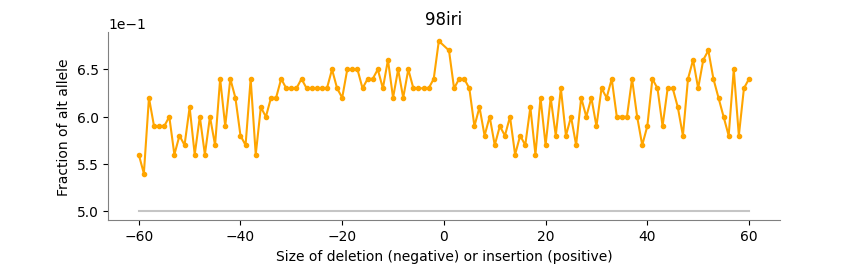 98iri
1e−1
6.5
6.0
5.5
5.0
Fraction of alt allele
−60 −40 −20 0 20 40 60
Size of deletion (negative) or insertion (positive)